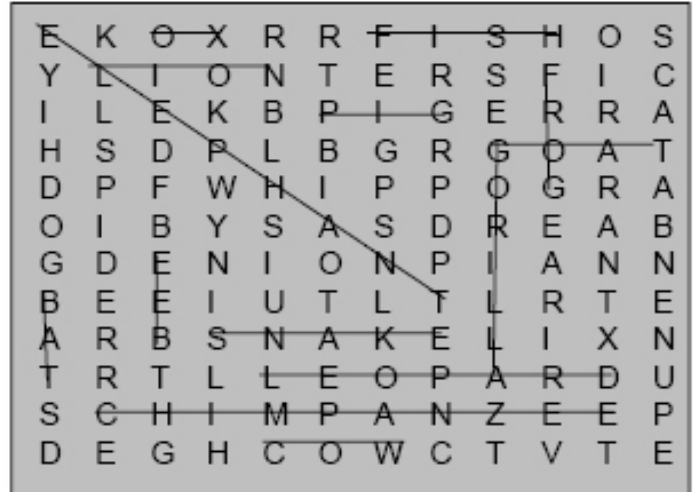 E K O X R R F I S H O S
Y L I O N T E R S F I C
I L E K B P I G E R R A
H S D P L B G R G O A T
D P F W H I P P O G R A
O I B Y S A S D R E A B
G D E N I O N P I A N N
B E E I U T L T L R T E
A R B S N A K E L I X N
T R T L L E O P A R D U
S C H I M P A N Z E E P
D E G H C O W C T V T E